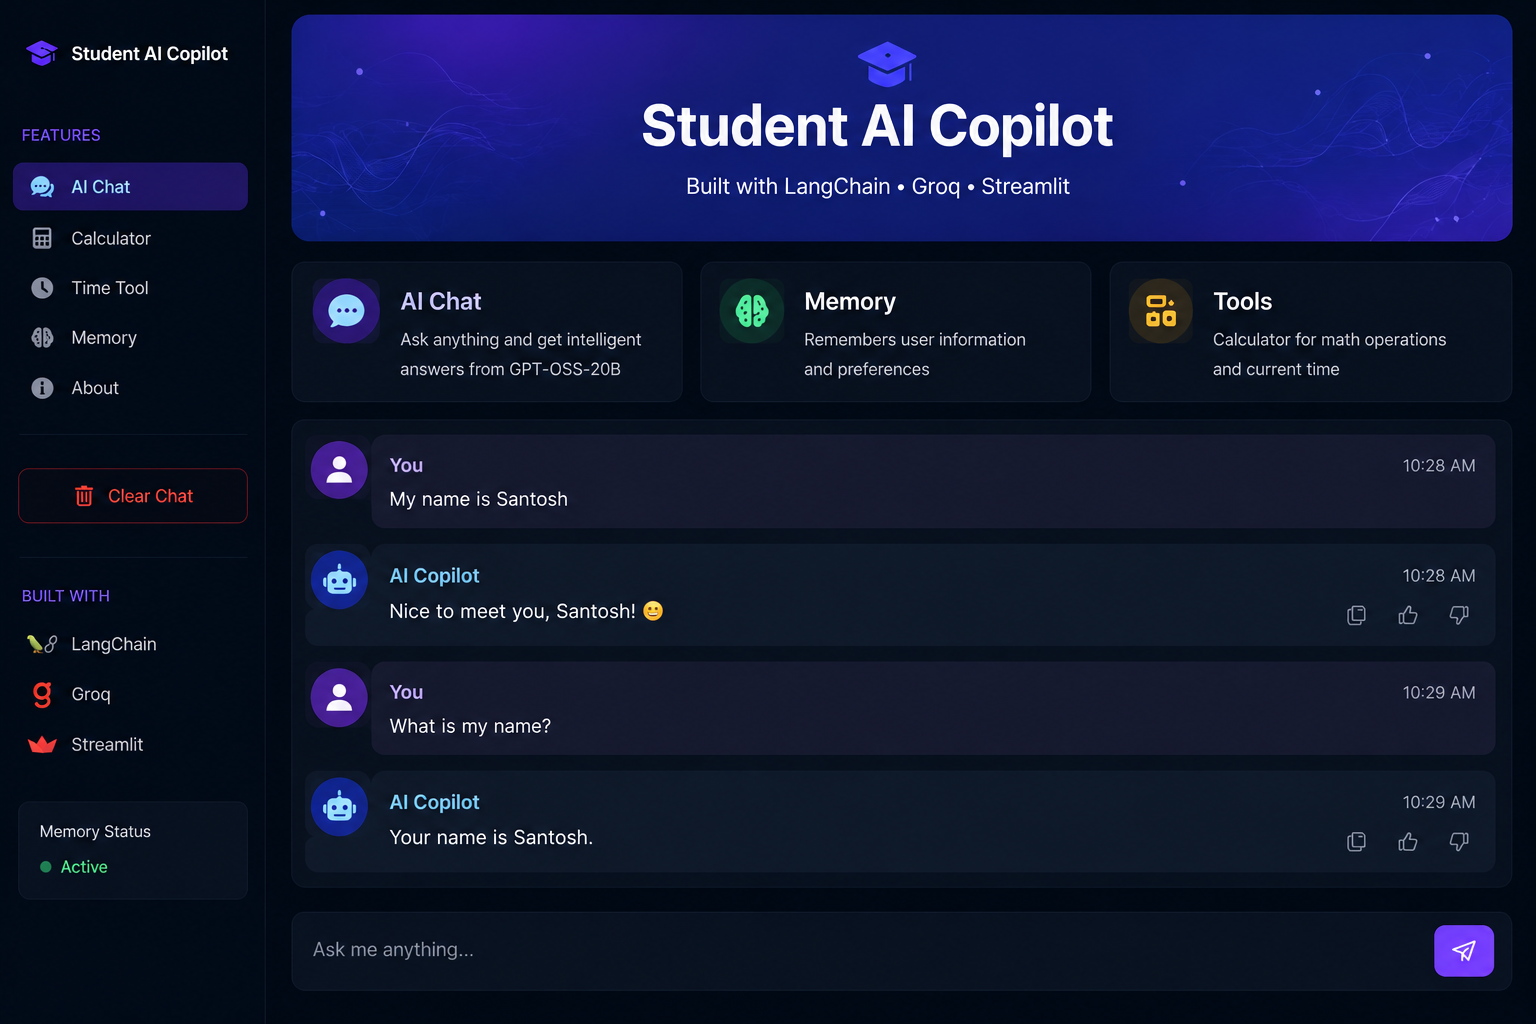 Student AI Copilot
FEATURES
AI Chat
Calculator
Time Tool
Memory
About
Clear Chat
BUILT WITH
LangChain
Groq
Streamlit
Memory Status
Active
Student AI Copilot
Built with LangChain • Groq • Streamlit
AI Chat
Ask anything and get intelligent
answers from GPT-OSS-20B
Memory
Remembers user information
and preferences
Tools
Calculator for math operations
and current time
You
10:28 AM
My name is Santosh
AI Copilot
10:28 AM
Nice to meet you, Santosh! 😀
You
10:29 AM
What is my name?
AI Copilot
10:29 AM
Your name is Santosh.
Ask me anything...